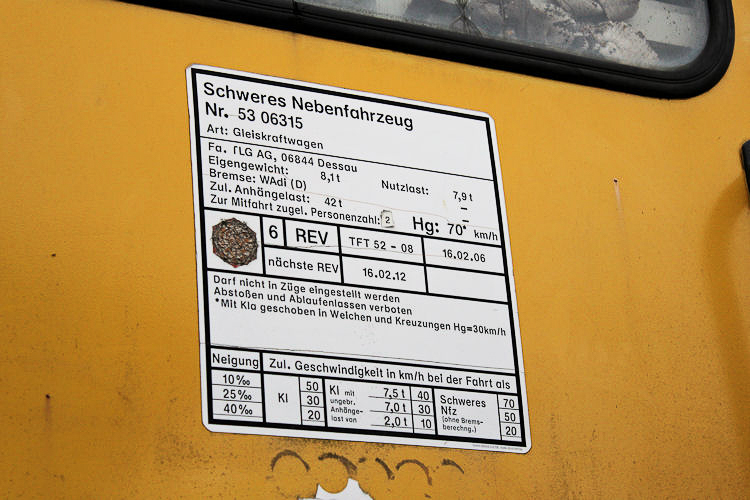 Schweres Nebenfahrzeug
Nr. 53 06315
Art: Gleiskraftwagen
Fa. TLG AG, 06844 Dessau
Eigengewicht: 8,1 t Nutzlast: 7,9 t
Bremse: WAdi (D) –
Zul. Anhängelast: 42 t –
Zur Mitfahrt zugel. Personenzahl: 2 Hg: 70* km/h
6 REV TFT 52 - 08 16.02.06
nächste REV 16.02.12
Darf nicht in Züge eingestellt werden
Abstoßen und Ablaufenlassen verboten
*Mit Kla geschoben in Weichen und Kreuzungen Hg=30km/h
Neigung Zul. Geschwindigkeit in km/h bei der Fahrt als
10‰ 50 7,5 t 40 70
25‰ Kl 30 Kl mit ungebr. Anhänge- last von 7,0 t 30 Schweres Nfz (ohne Brems- berechng.) 50
40‰ 20 2,0 t 10 20